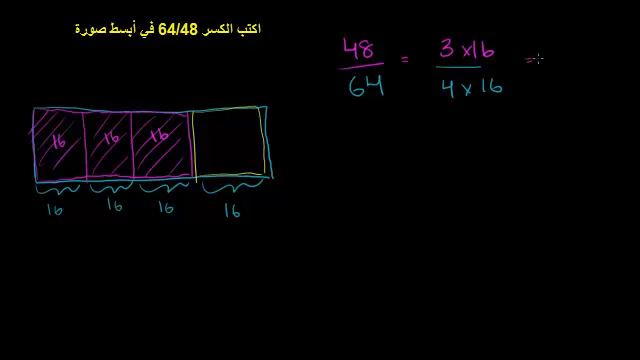 اكتب الكسر 64/48 في أبسط صورة
48/64 = 3×16/4×16 =
16 16 16
16 16 16 16